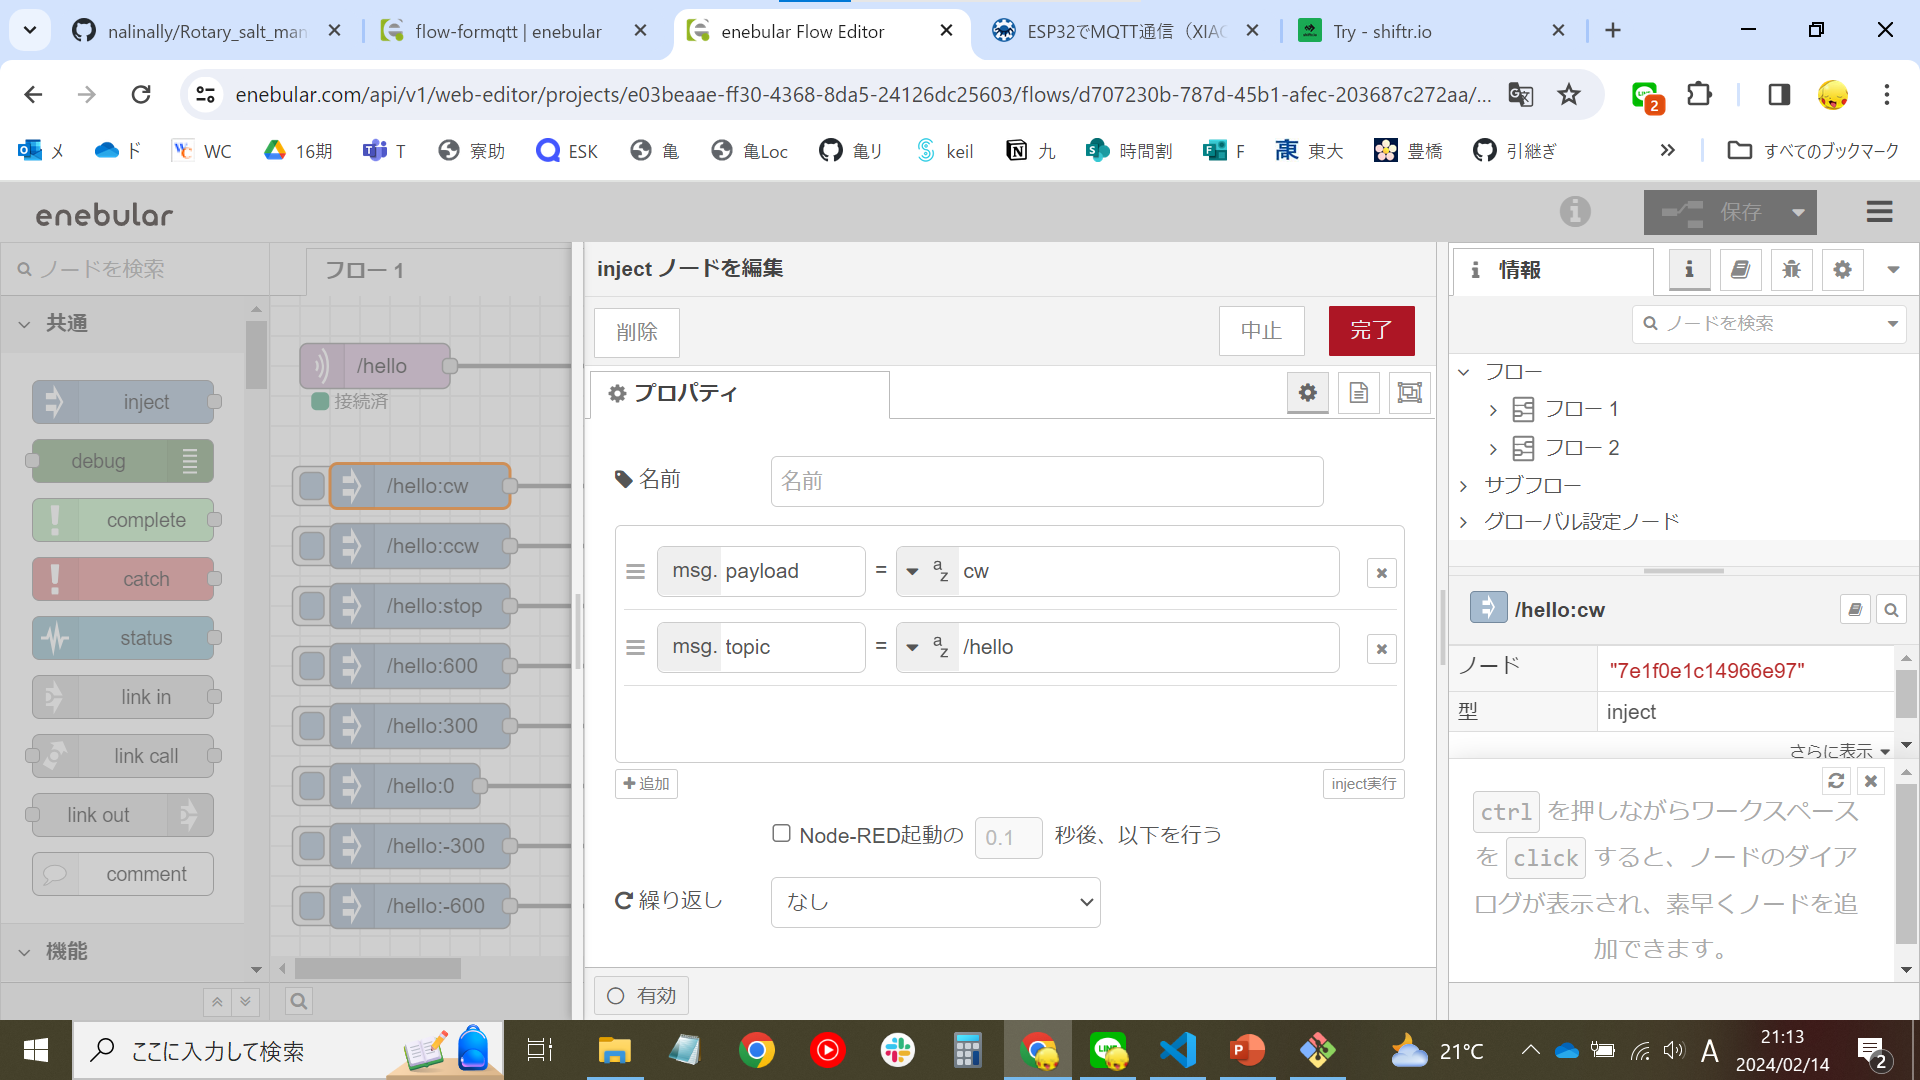 nalinally/Rotary_salt_man
flow-formqtt | enebular
enebular Flow Editor
ESP32でMQTT通信（XIAO
Try - shiftr.io
enebular.com/api/v1/web-editor/projects/e03beaae-ff30-4368-8da5-24126dc25603/flows/d707230b-787d-45b1-afec-203687c272aa/...
2
メ
ド
WC
16期
T
寮助
ESK
亀
亀Loc
亀リ
keil
九
時間割
F
東大
豊橋
引継ぎ
すべてのブックマーク
enebular
保存
ノードを検索
共通
inject
debug
complete
catch
status
link in
link call
link out
comment
機能
フロー 1
/hello
接続済
/hello:cw
/hello:ccw
/hello:stop
/hello:600
/hello:300
/hello:0
/hello:-300
/hello:-600
inject ノードを編集
削除
中止
完了
プロパティ
名前
名前
msg. payload = az cw
msg. topic = az /hello
追加
inject実行
Node-RED起動の 0.1 秒後、以下を行う
繰り返し
なし
有効
情報
ノードを検索
フロー
フロー 1
フロー 2
サブフロー
グローバル設定ノード
/hello:cw
ノード "7e1f0e1c14966e97"
型 inject
さらに表示
ctrl を押しながらワークスペース
を click すると、ノードのダイア
ログが表示され、素早くノードを追
加できます。
ここに入力して検索
21°C
A
21:13
2024/02/14
2